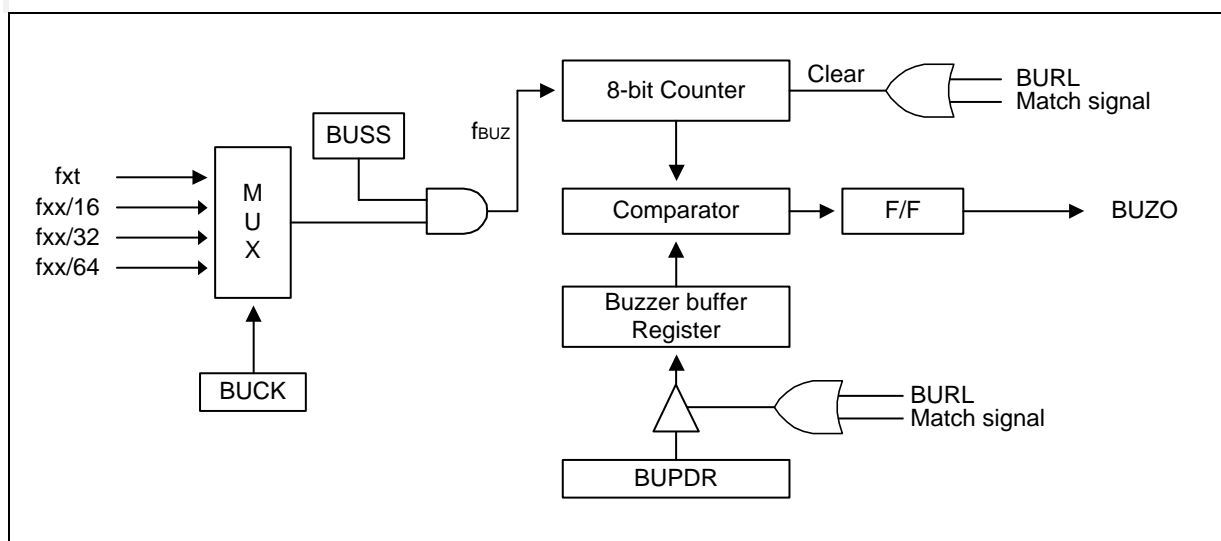 fxt
fxx/16
fxx/32
fxx/64
M
U
X
BUCK
BUSS
fBUZ
8-bit Counter
Clear
BURL
Match signal
Comparator
F/F
BUZO
Buzzer buffer
Register
BURL
Match signal
BUPDR